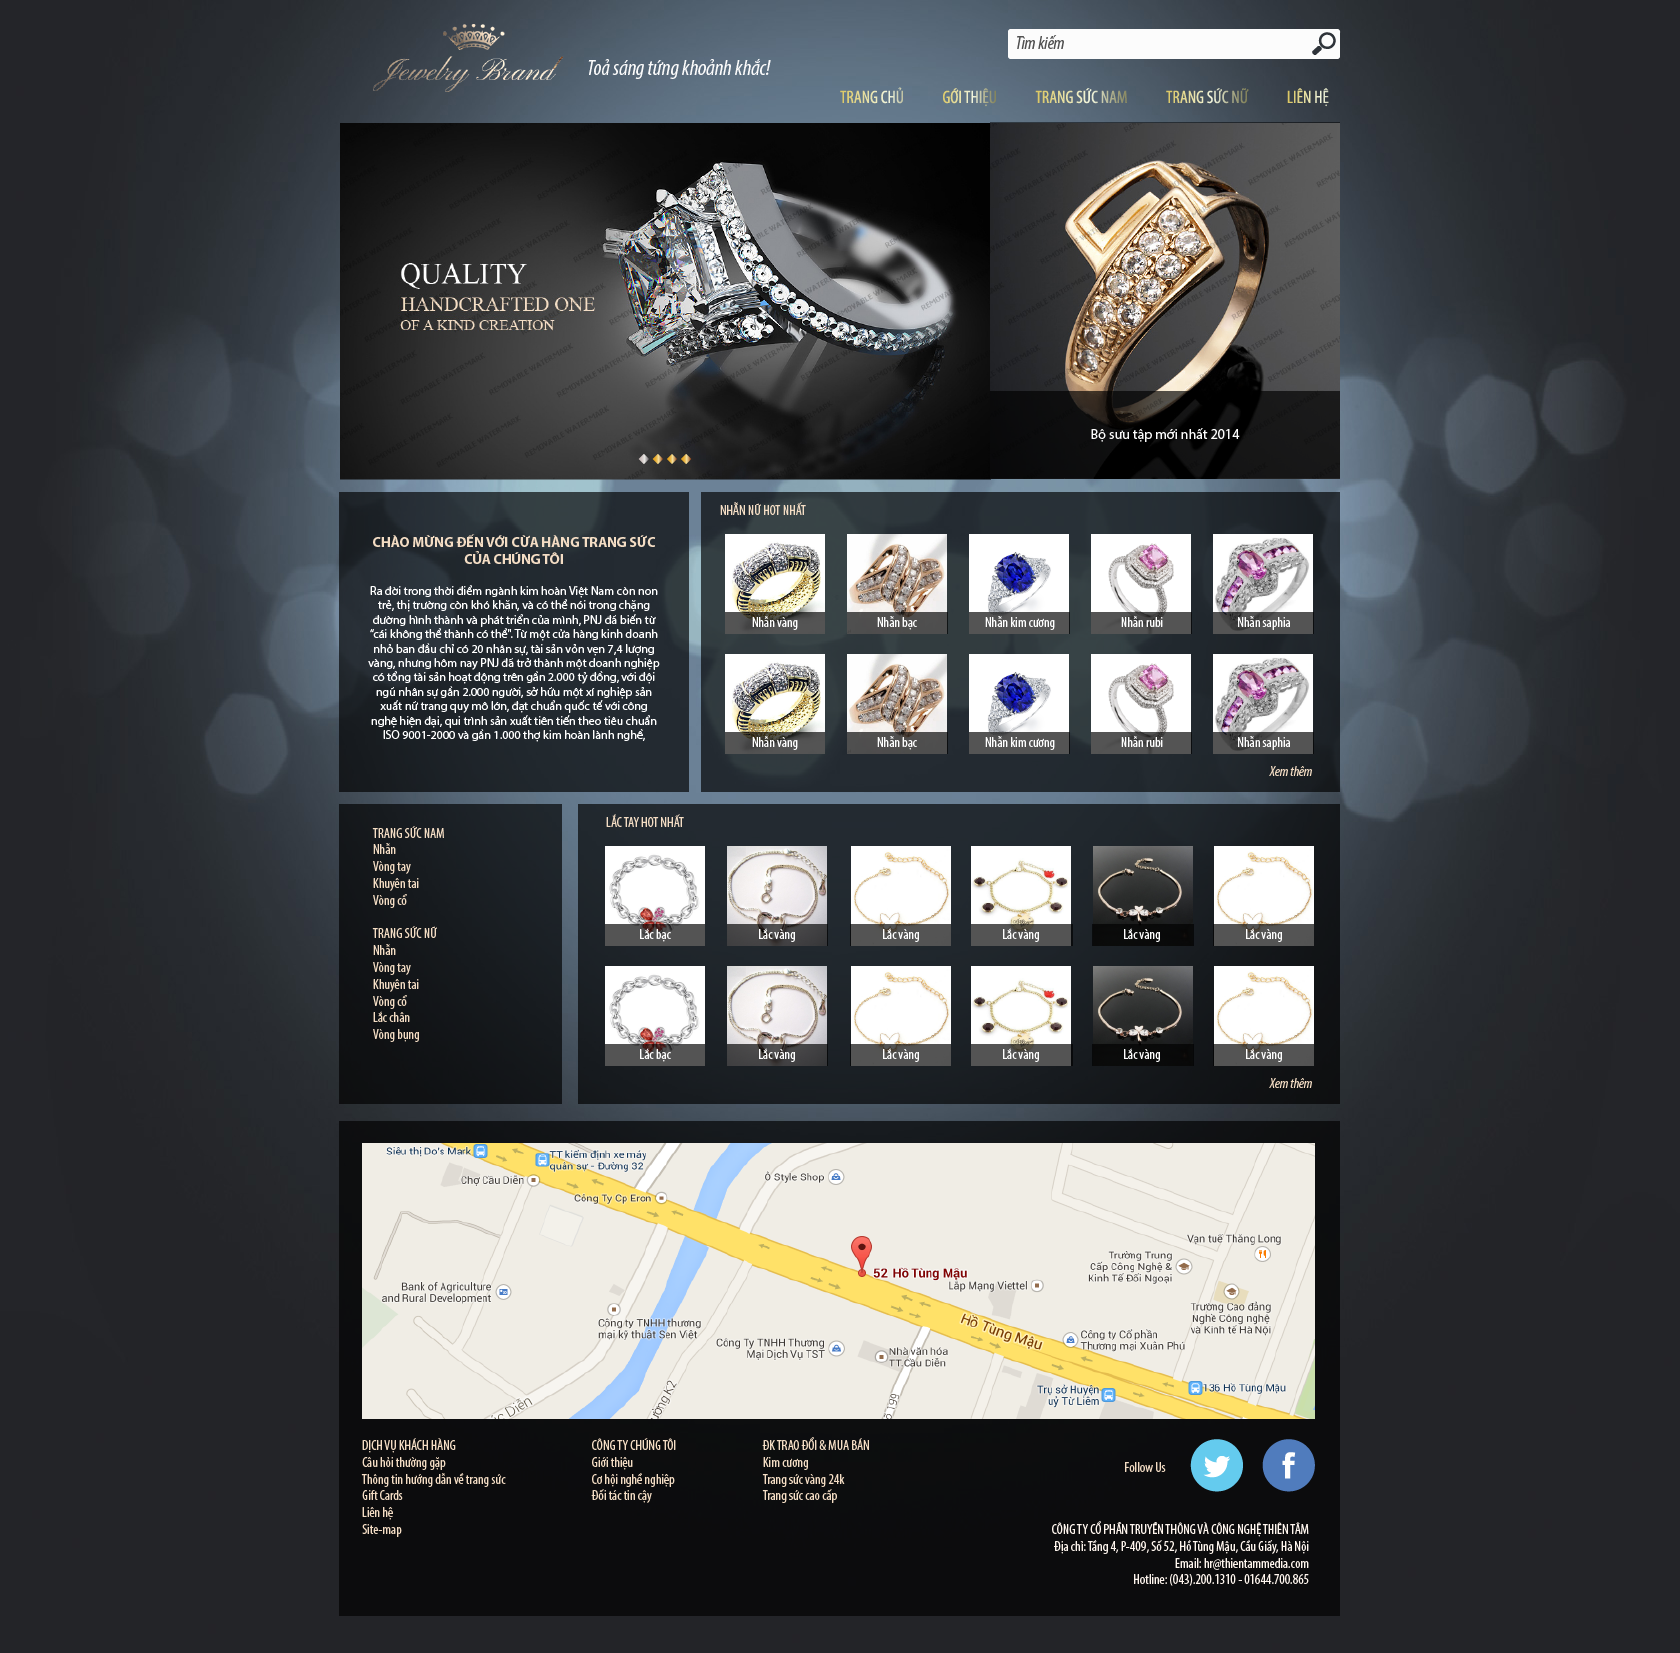 Jewelry Brand
Toả sáng từng khoảnh khắc!
Tìm kiếm
TRANG CHỦ
GỚI THIỆU
TRANG SỨC NAM
TRANG SỨC NỮ
LIÊN HỆ
QUALITY
HANDCRAFTED ONE
OF A KIND CREATION
REMOVABLE WATERMARK
Bộ sưu tập mới nhất 2014
CHÀO MỪNG ĐẾN VỚI CỬA HÀNG TRANG SỨC
CỦA CHÚNG TÔI
Ra đời trong thời điểm ngành kim hoàn Việt Nam còn non
trẻ, thị trường còn khó khăn, và có thể nói trong chặng
đường hình thành và phát triển của mình, PNJ đã biến từ
“cái không thể thành có thể". Từ một cửa hàng kinh doanh
nhỏ ban đầu chỉ có 20 nhân sự, tài sản vỏn vẹn 7,4 lượng
vàng, nhưng hôm nay PNJ đã trở thành một doanh nghiệp
có tổng tài sản hoạt động trên gần 2.000 tỷ đồng, với đội
ngũ nhân sự gần 2.000 người, sở hữu một xí nghiệp sản
xuất nữ trang quy mô lớn, đạt chuẩn quốc tế với công
nghệ hiện đại, qui trình sản xuất tiên tiến theo tiêu chuẩn
ISO 9001-2000 và gần 1.000 thợ kim hoàn lành nghề,
NHẪN NỮ HOT NHẤT
Nhẫn vàng
Nhẫn bạc
Nhẫn kim cương
Nhẫn rubi
Nhẫn saphia
Nhẫn vàng
Nhẫn bạc
Nhẫn kim cương
Nhẫn rubi
Nhẫn saphia
Xem thêm
TRANG SỨC NAM
Nhẫn
Vòng tay
Khuyên tai
Vòng cổ
TRANG SỨC NỮ
Nhẫn
Vòng tay
Khuyên tai
Vòng cổ
Lắc chân
Vòng bụng
LẮC TAY HOT NHẤT
Lắc bạc
Lắc vàng
Lắc vàng
Lắc vàng
Lắc vàng
Lắc vàng
Lắc bạc
Lắc vàng
Lắc vàng
Lắc vàng
Lắc vàng
Lắc vàng
Xem thêm
Siêu thị Do's Mark
TT kiểm định xe máy
quân sự - Đường 32
Chợ Cầu Diễn
Công Ty Cp Eron
Ô Style Shop
52 Hồ Tùng Mậu
Lắp Mạng Viettel
Vạn tuế Thăng Long
Trường Trung
Cấp Công Nghệ &
Kinh Tế Đối Ngoại
Bank of Agriculture
and Rural Development
Công ty TNHH thương
mại kỹ thuật Sen Việt
Công Ty TNHH Thương
Mại Dịch Vụ TST
Nhà văn hóa
TT Cầu Diễn
Hồ Tùng Mậu
Công ty Cổ phần
Thương mại Xuân Phú
Trường Cao đẳng
Nghề Công nghệ
và Kinh tế Hà Nội
Trụ sở Huyện
uỷ Từ Liêm
136 Hồ Tùng Mậu
DỊCH VỤ KHÁCH HÀNG
Câu hỏi thường gặp
Thông tin hướng dẫn về trang sức
Gift Cards
Liên hệ
Site-map
CÔNG TY CHÚNG TÔI
Giới thiệu
Cơ hội nghề nghiệp
Đối tác tin cậy
ĐK TRAO ĐỔI & MUA BÁN
Kim cương
Trang sức vàng 24k
Trang sức cao cấp
Follow Us
CÔNG TY CỔ PHẦN TRUYỀN THÔNG VÀ CÔNG NGHỆ THIÊN TÂM
Địa chỉ: Tầng 4, P-409, Số 52, Hồ Tùng Mậu, Cầu Giấy, Hà Nội
Email: hr@thientammedia.com
Hotline: (043).200.1310 - 01644.700.865